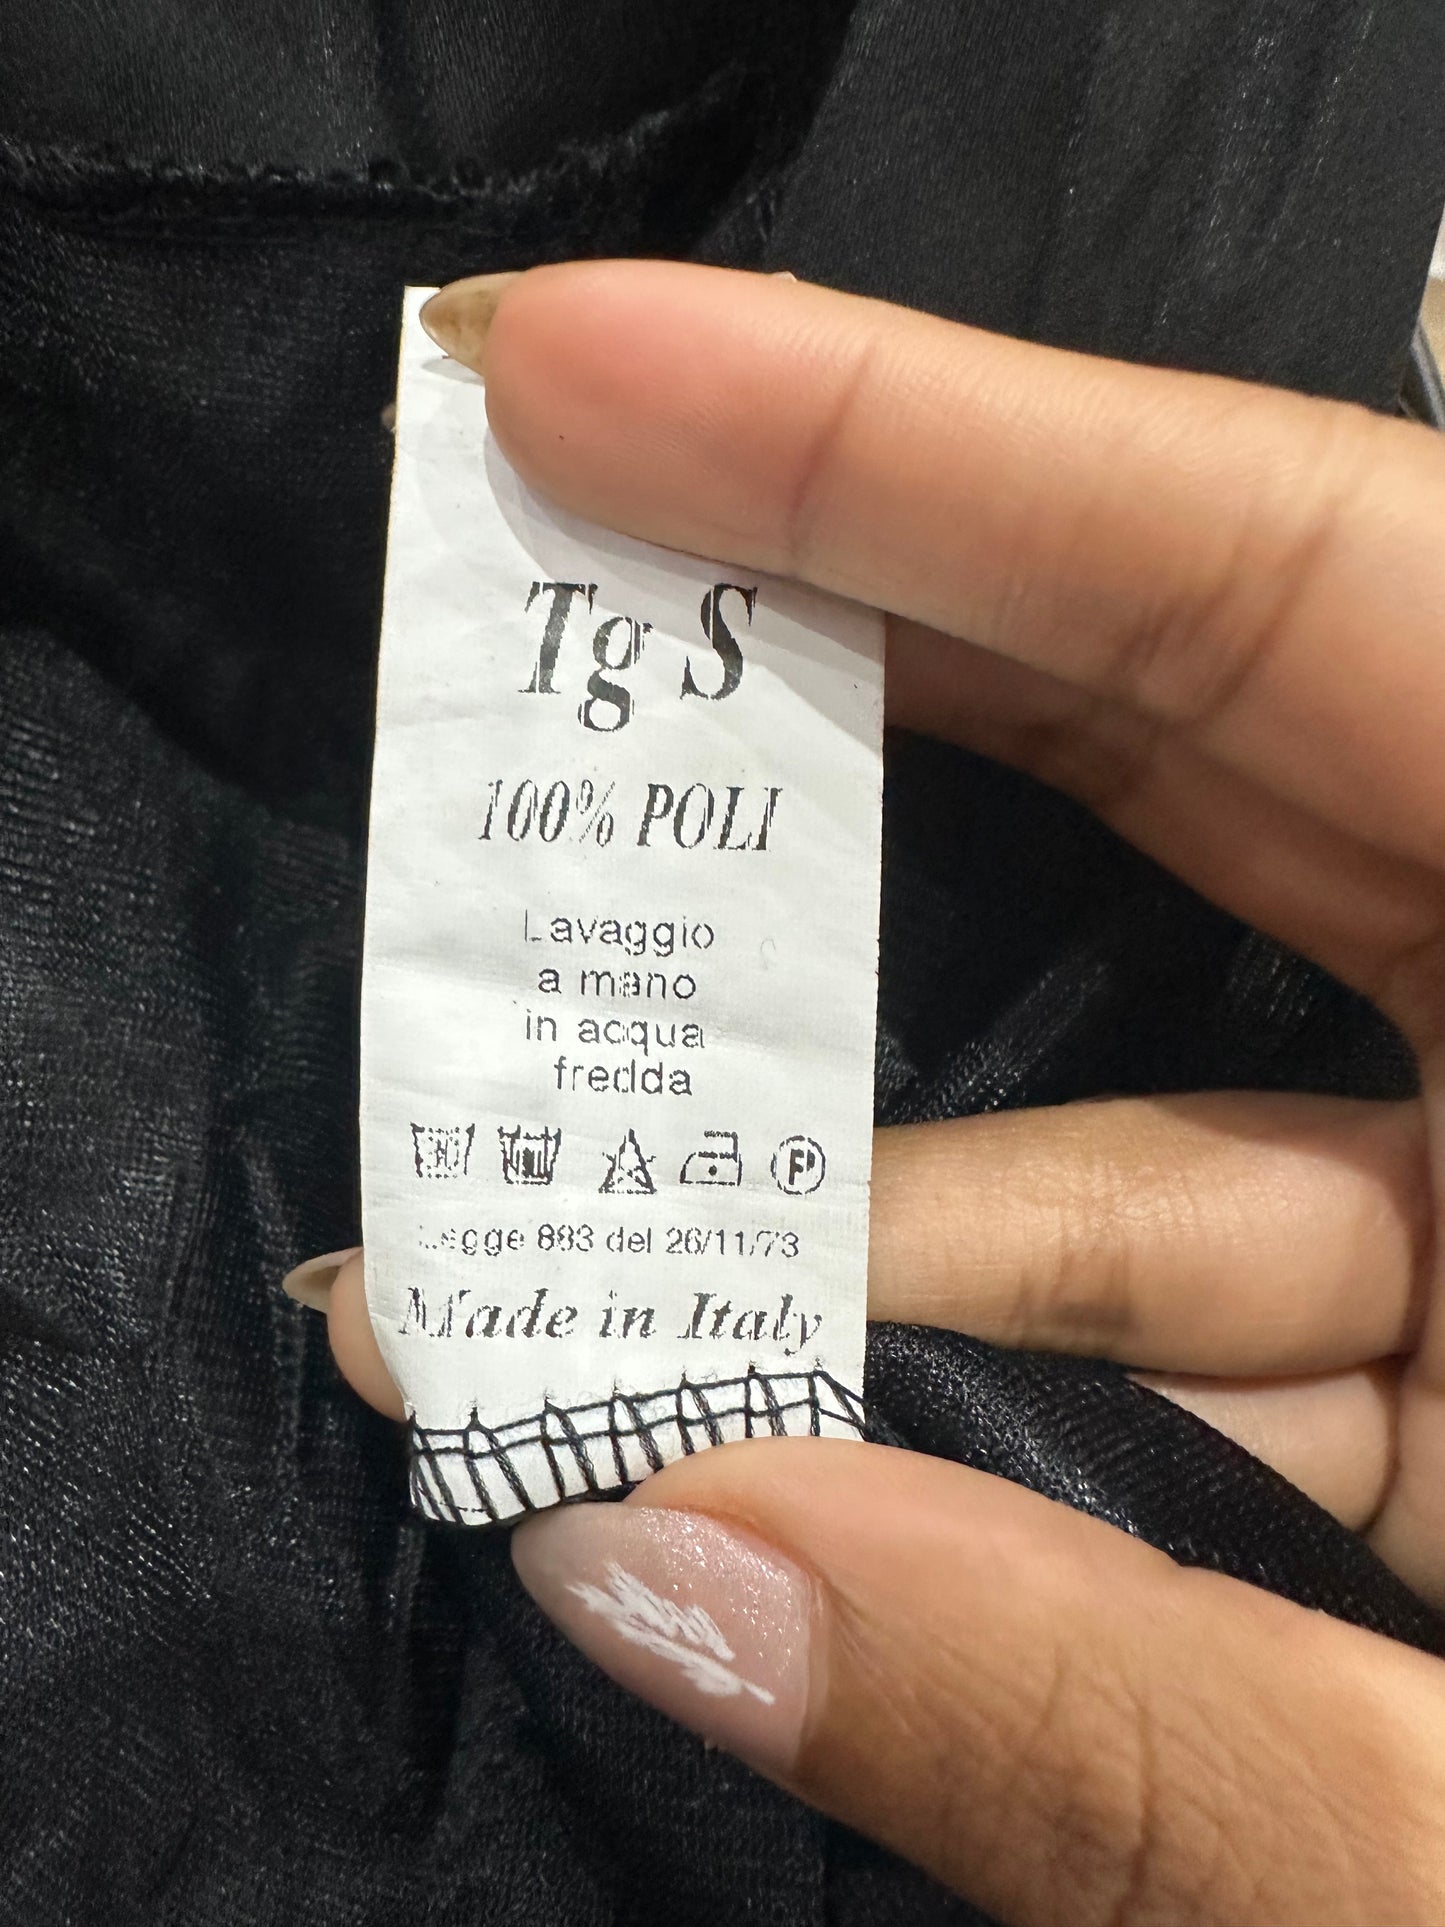 Tg S
100% POLI
Lavaggio
a mano
in acqua
fredda
P
Legge 883 del 26/11/73
Made in Italy